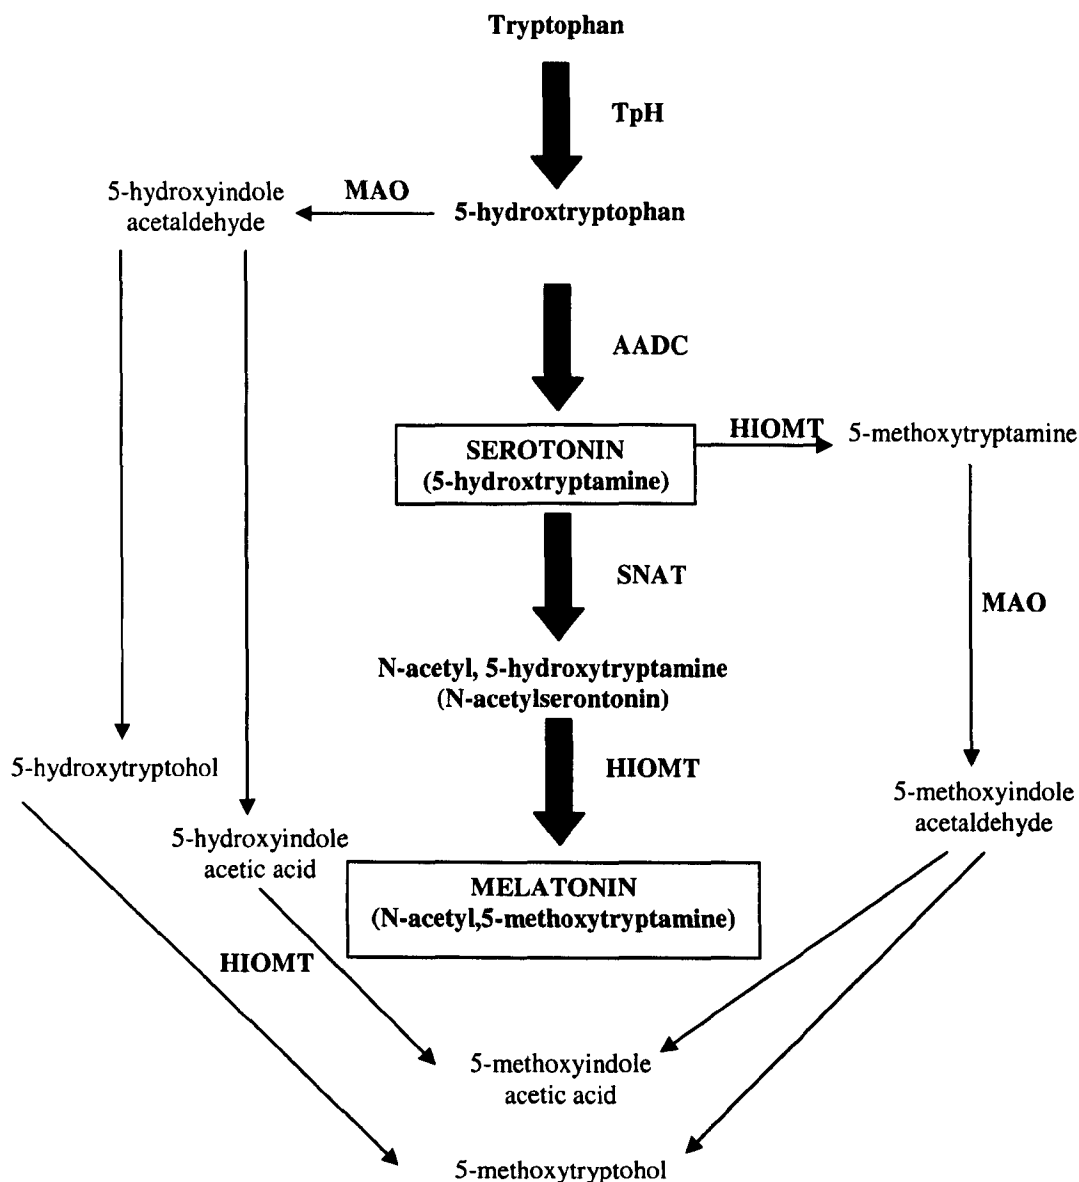 Tryptophan
TpH
5-hydroxyindole
acetaldehyde
MAO
5-hydroxtryptophan
AADC
SEROTONIN
(5-hydroxtryptamine)
HIOMT
5-methoxytryptamine
SNAT
MAO
N-acetyl, 5-hydroxytryptamine
(N-acetylserontonin)
5-hydroxytryptohol
HIOMT
5-methoxyindole
acetaldehyde
5-hydroxyindole
acetic acid
MELATONIN
(N-acetyl,5-methoxytryptamine)
HIOMT
5-methoxyindole
acetic acid
5-methoxytryptohol